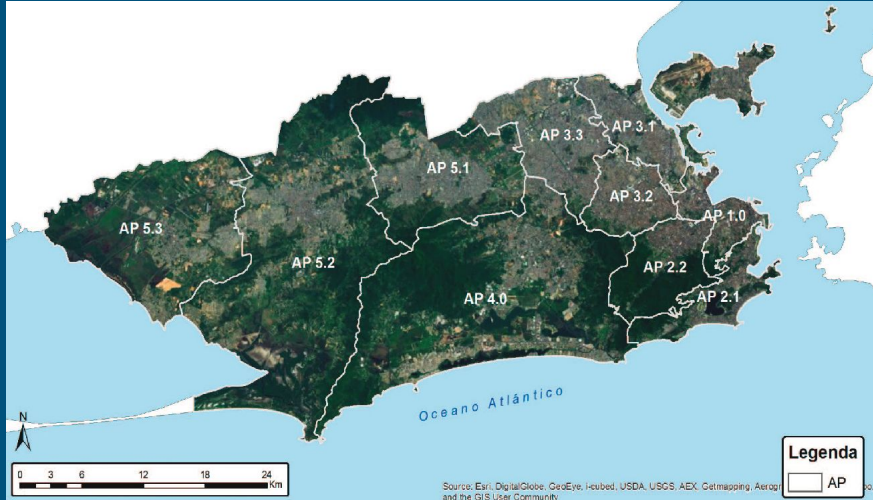 AP 3.3
AP 3.1
AP 5.1
AP 3.2
AP 1.0
AP 5.3
AP 5.2
AP 2.2
AP 4.0
AP 2.1
Oceano Atlántico
N
0 3 6 12 18 24
Km
Legenda
AP
Source: Esri, DigitalGlobe, GeoEye, i-cubed, USDA, USGS, AEX, Getmapping,
and the GIS User Community